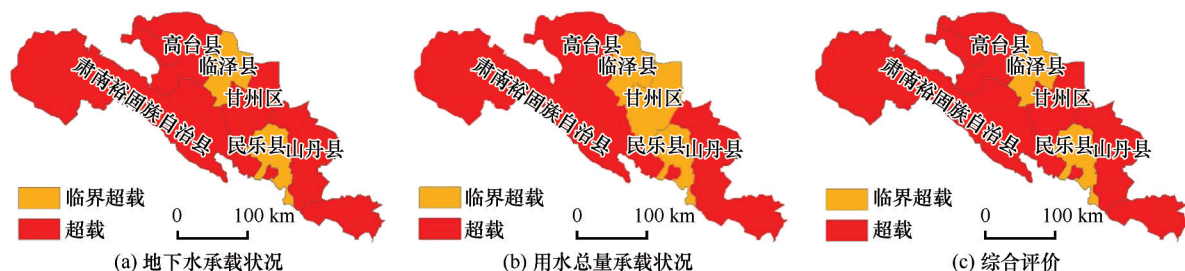 高台县
临泽县
甘州区
肃南裕固族自治县
民乐县
山丹县
临界超载
超载
0 100 km
(a) 地下水承载状况
高台县
临泽县
甘州区
肃南裕固族自治县
民乐县
山丹县
临界超载
超载
0 100 km
(b) 用水总量承载状况
高台县
临泽县
甘州区
肃南裕固族自治县
民乐县
山丹县
临界超载
超载
0 100 km
(c) 综合评价